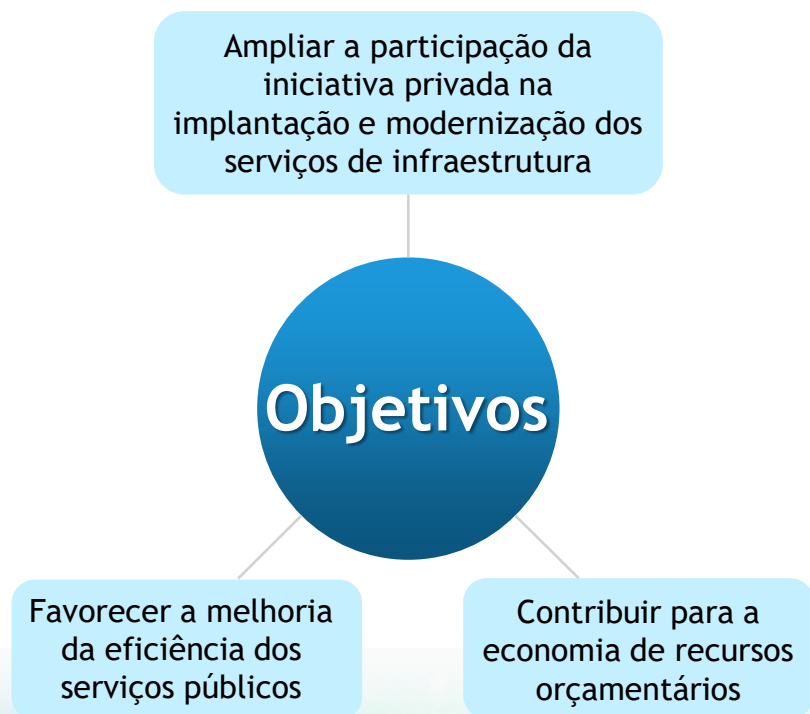 Ampliar a participação da
iniciativa privada na
implantação e modernização dos
serviços de infraestrutura
Objetivos
Favorecer a melhoria
da eficiência dos
serviços públicos
Contribuir para a
economia de recursos
orçamentários